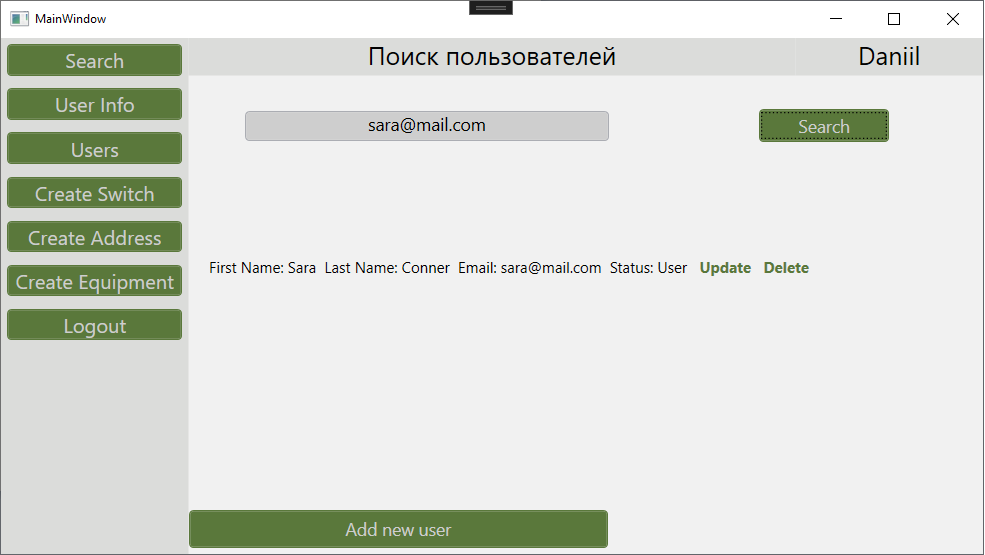 MainWindow
Search
User Info
Users
Create Switch
Create Address
Create Equipment
Logout
Поиск пользователей
Daniil
sara@mail.com
Search
First Name: Sara Last Name: Conner Email: sara@mail.com Status: User Update Delete
Add new user